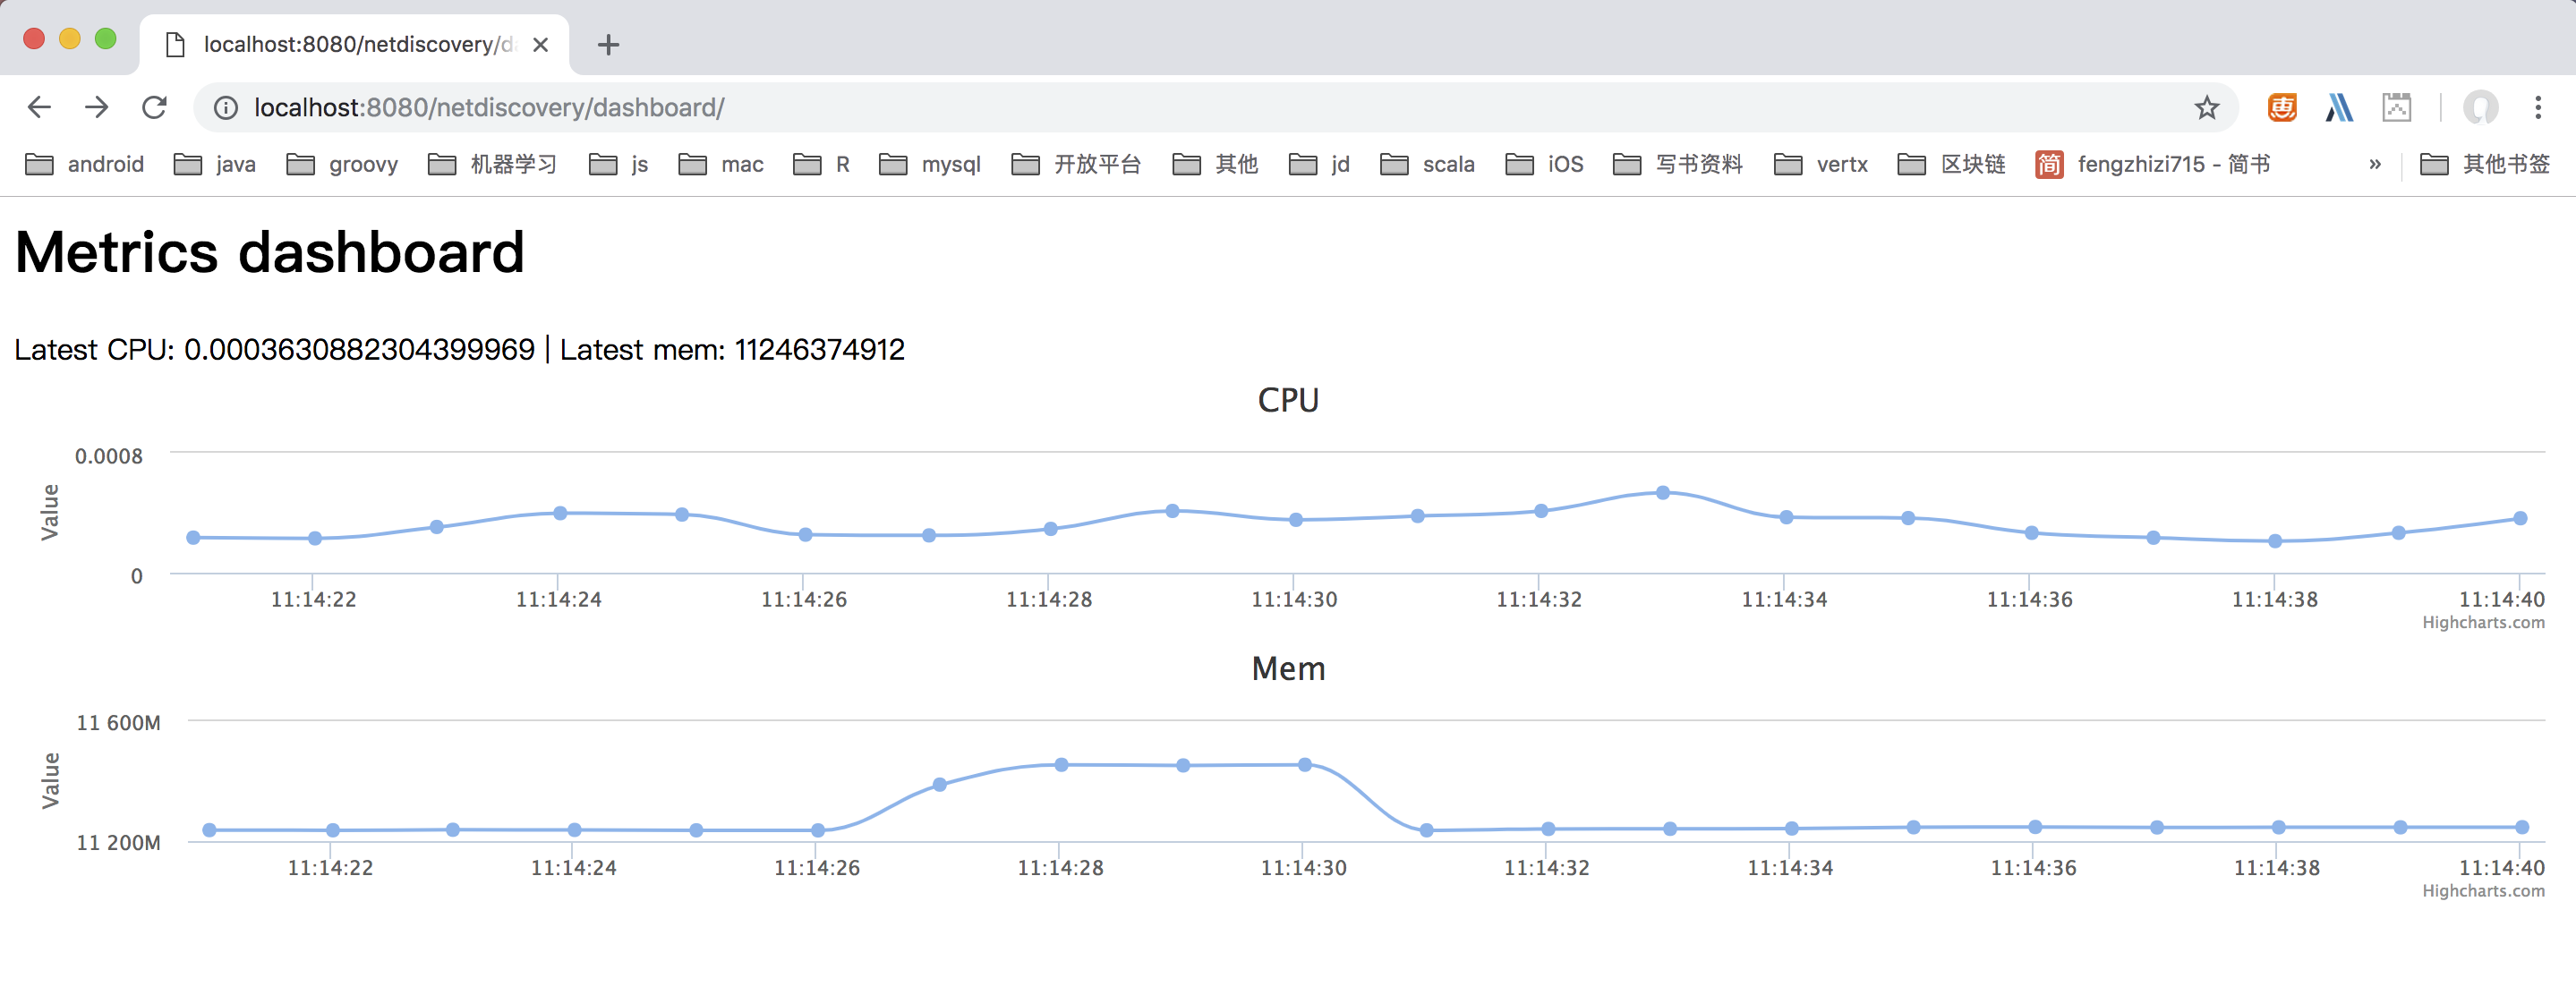 localhost:8080/netdiscovery/d
localhost:8080/netdiscovery/dashboard/
惠
android java groovy 机器学习 js mac R mysql 开放平台 其他 jd scala iOS 写书资料 vertx 区块链 简 fengzhizi715 - 简书 » 其他书签
Metrics dashboard
Latest CPU: 0.0003630882304399969 | Latest mem: 11246374912
CPU
0.0008
Value
0
11:14:22 11:14:24 11:14:26 11:14:28 11:14:30 11:14:32 11:14:34 11:14:36 11:14:38 11:14:40
Highcharts.com
Mem
11 600M
Value
11 200M
11:14:22 11:14:24 11:14:26 11:14:28 11:14:30 11:14:32 11:14:34 11:14:36 11:14:38 11:14:40
Highcharts.com